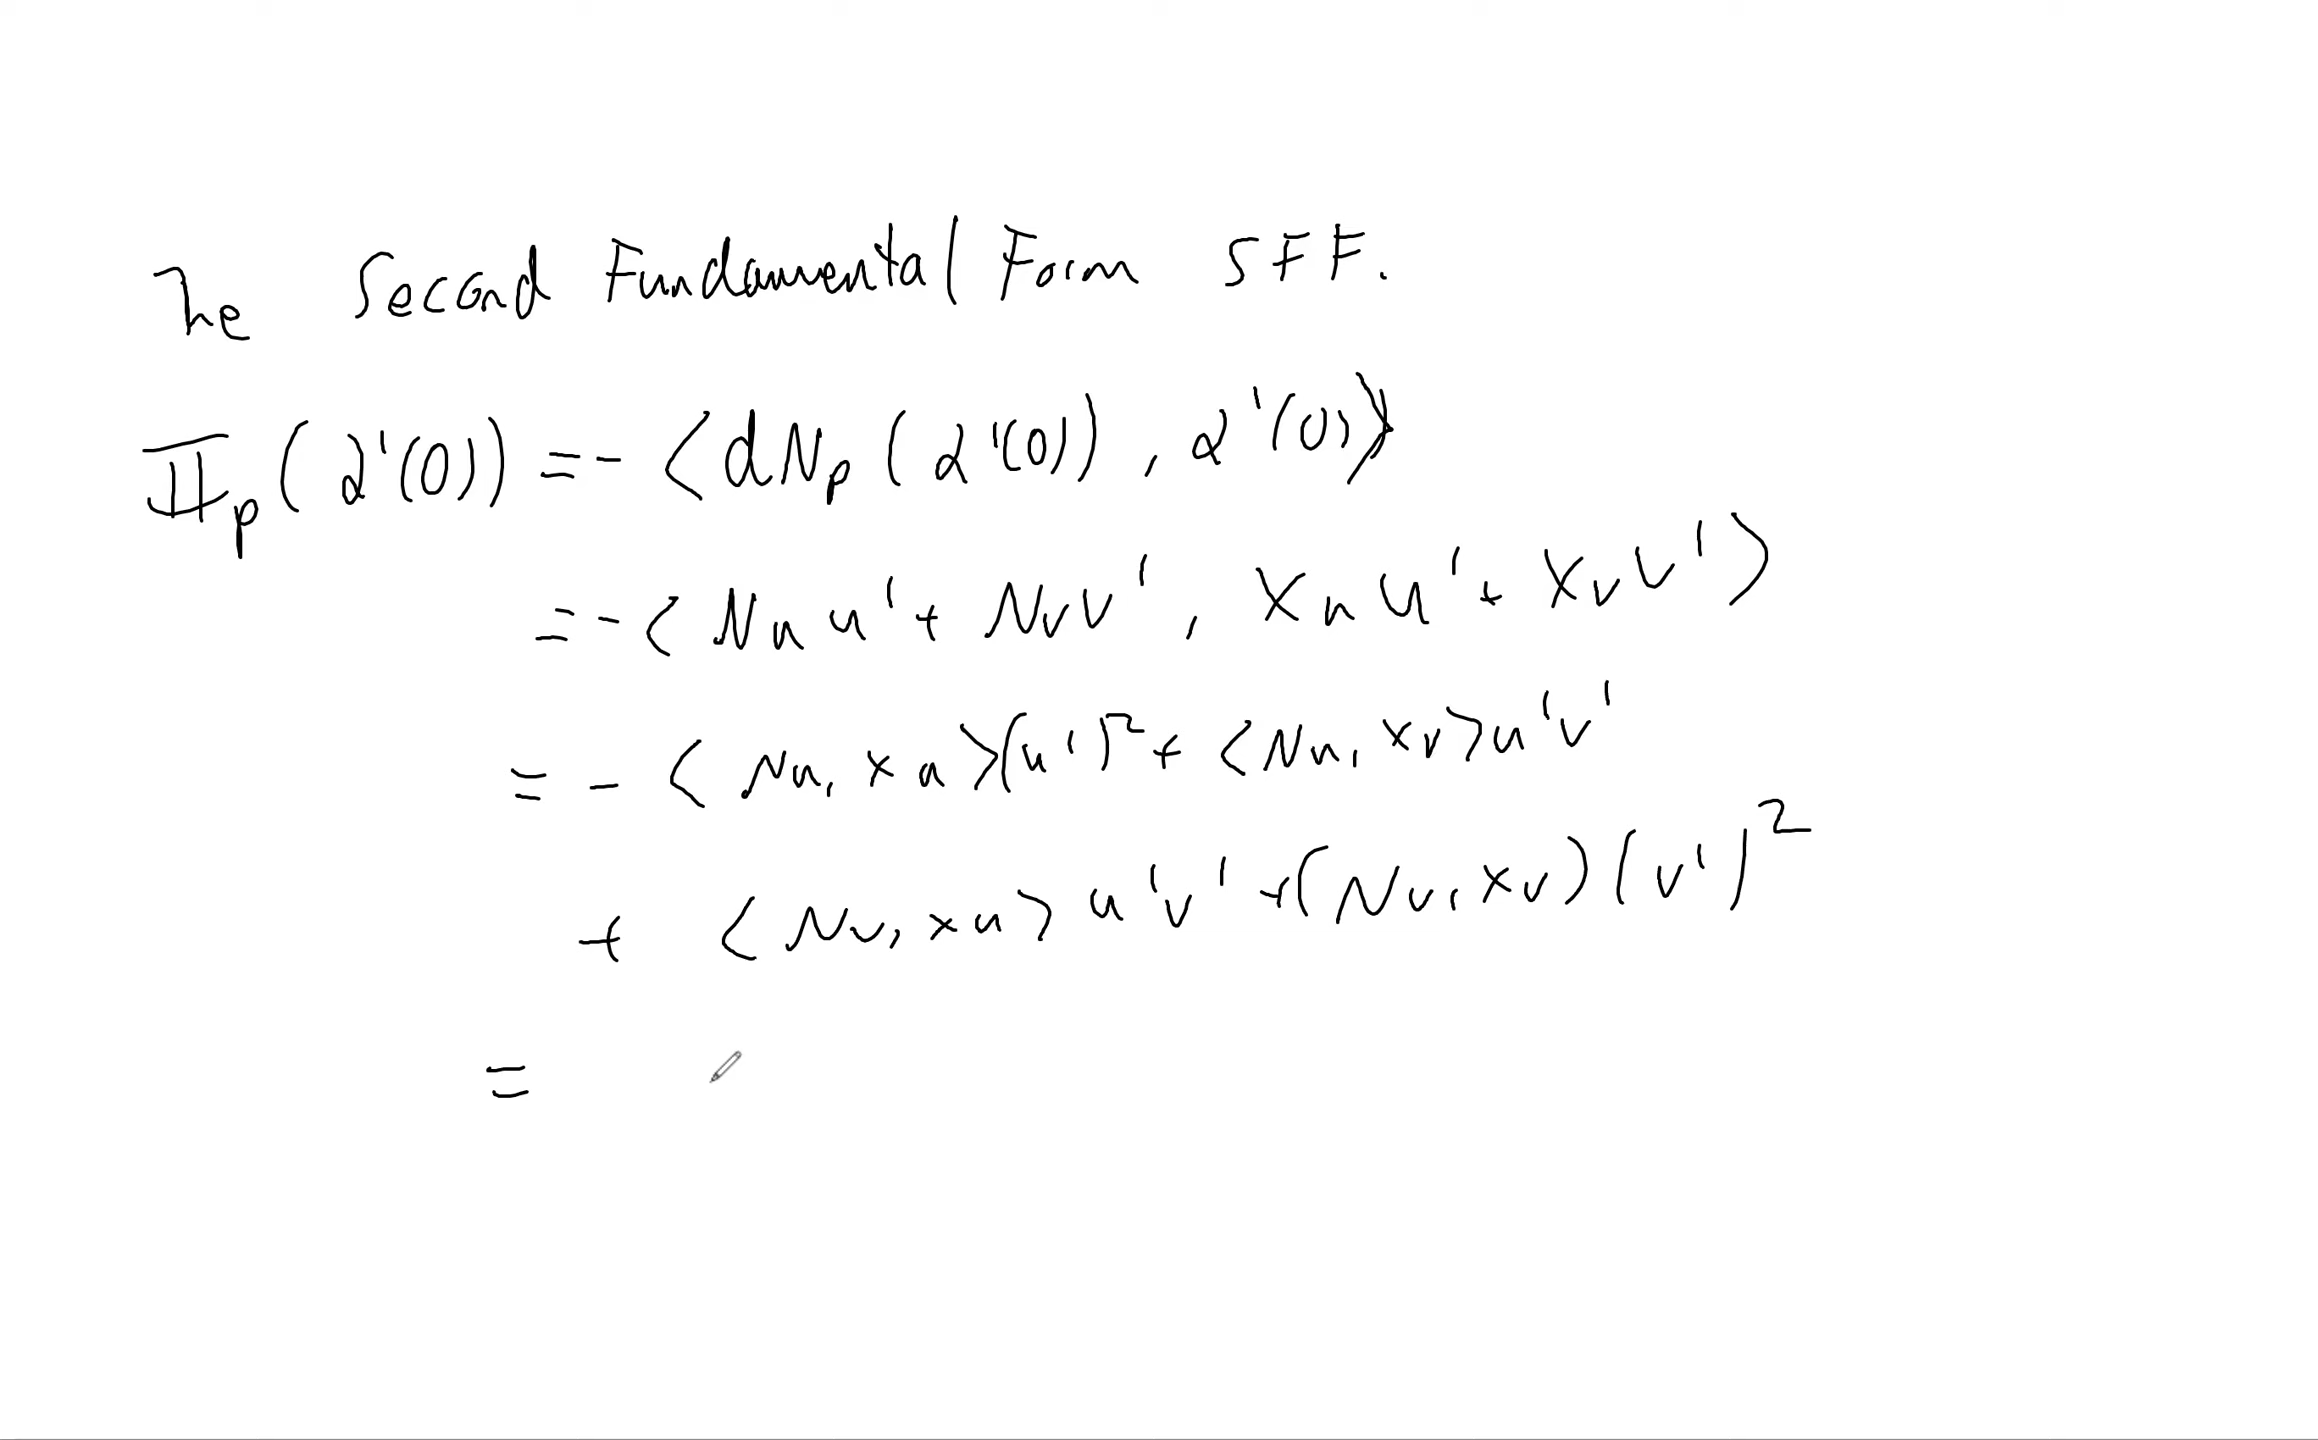 The Second Fundamental Form SFF.
II_p(α'(0)) = - <dN_p(α'(0)), α'(0)>
= - <N_u u' + N_v v', x_u u' + x_v v'>
= - <N_u, x_u>(u')² + <N_u, x_v>u'v'
+ <N_v, x_u>u'v' + (N_v, x_v)(v')²
=